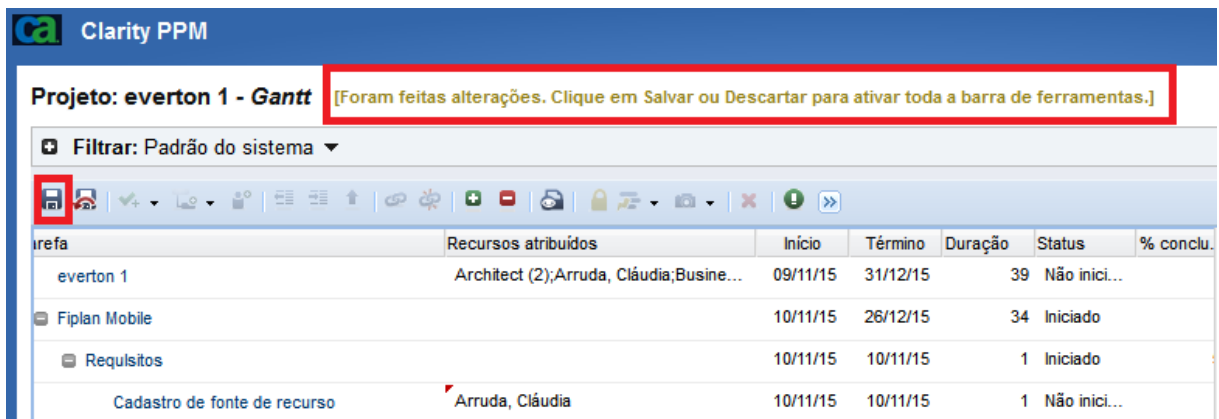 ca Clarity PPM
Projeto: everton 1 - Gantt [Foram feitas alterações. Clique em Salvar ou Descartar para ativar toda a barra de ferramentas.]
Filtrar: Padrão do sistema
arefa Recursos atribuídos Início Término Duração Status % conclu.
everton 1 Architect (2);Arruda, Cláudia;Busine... 09/11/15 31/12/15 39 Não inici...
Fiplan Mobile 10/11/15 26/12/15 34 Iniciado
Requlsitos 10/11/15 10/11/15 1 Iniciado
Cadastro de fonte de recurso Arruda, Cláudia 10/11/15 10/11/15 1 Não inici...